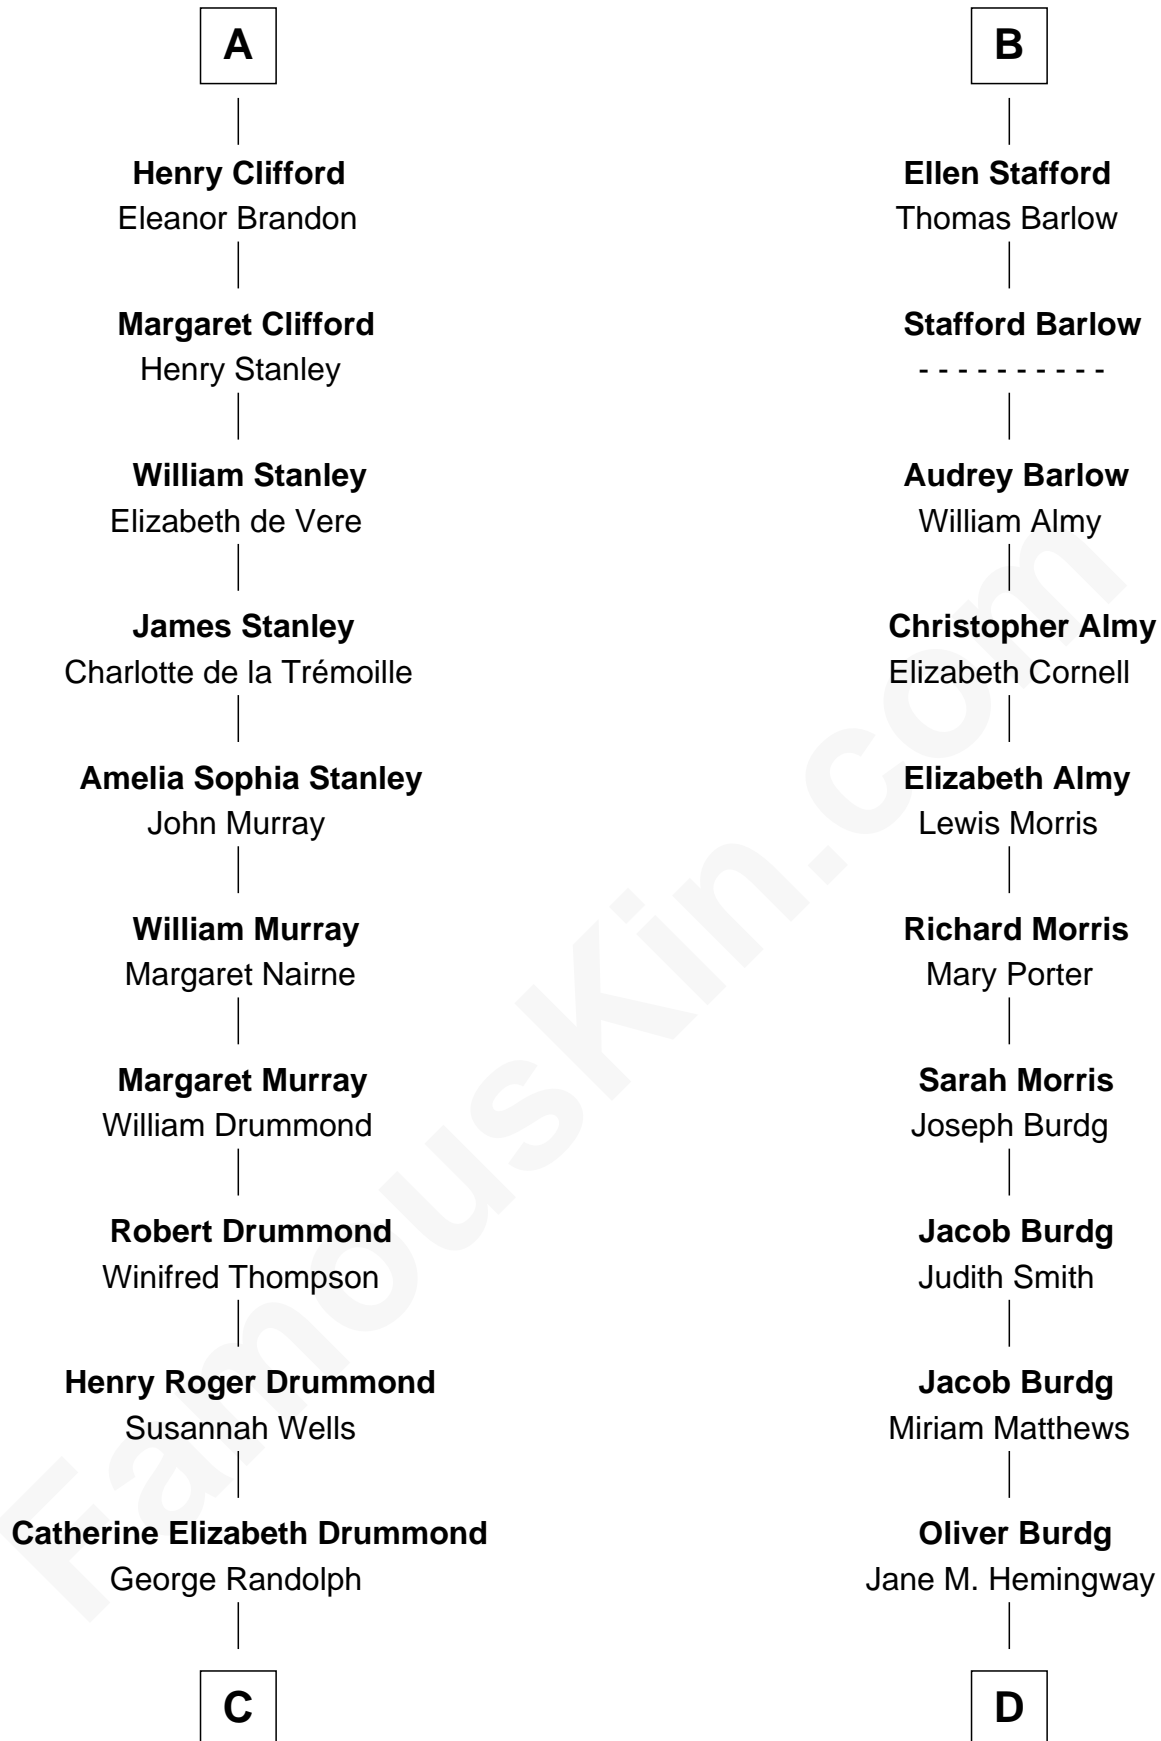 A
Henry Clifford
Eleanor Brandon
Margaret Clifford
Henry Stanley
William Stanley
Elizabeth de Vere
James Stanley
Charlotte de la Trémoille
Amelia Sophia Stanley
John Murray
William Murray
Margaret Nairne
Margaret Murray
William Drummond
Robert Drummond
Winifred Thompson
Henry Roger Drummond
Susannah Wells
Catherine Elizabeth Drummond
George Randolph
C
B
Ellen Stafford
Thomas Barlow
Stafford Barlow
- - - - - - - - - -
Audrey Barlow
William Almy
Christopher Almy
Elizabeth Cornell
Elizabeth Almy
Lewis Morris
Richard Morris
Mary Porter
Sarah Morris
Joseph Burdg
Jacob Burdg
Judith Smith
Jacob Burdg
Miriam Matthews
Oliver Burdg
Jane M. Hemingway
D
FamousKin.com